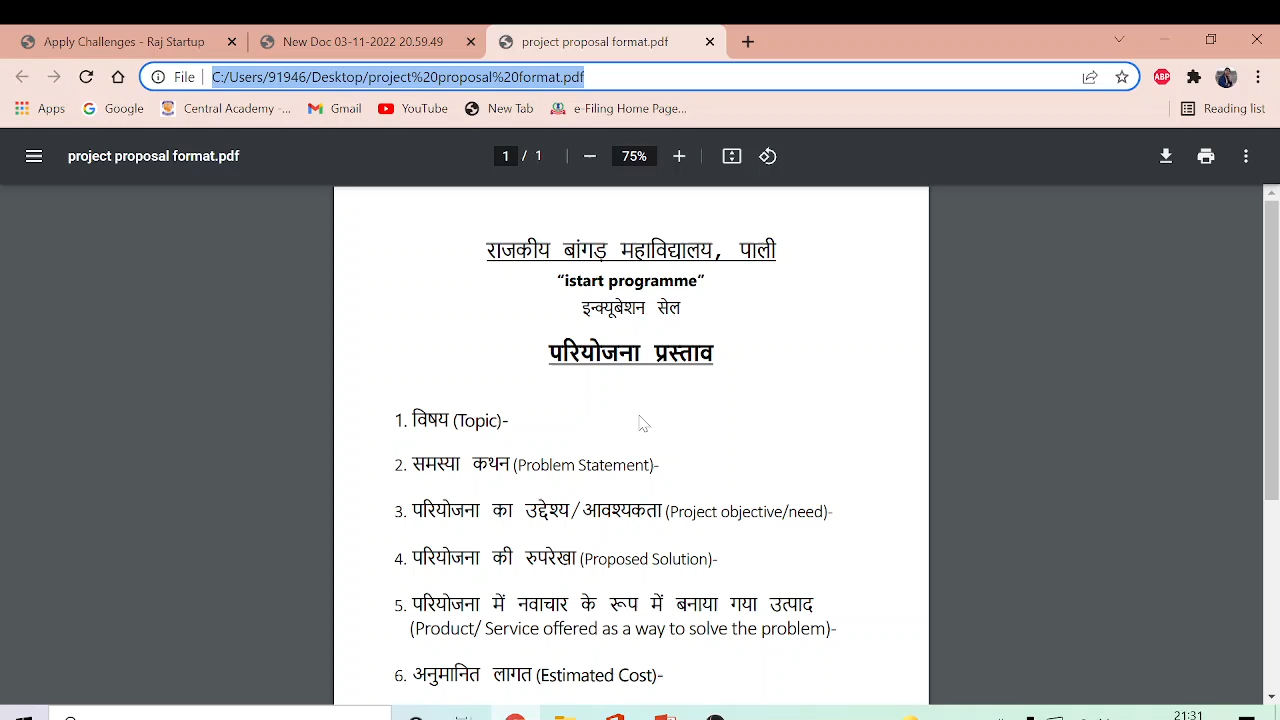 Apply Challenges - Raj Startup
New Doc 03-11-2022 20.59.49
project proposal format.pdf
File
C:/Users/91946/Desktop/project%20proposal%20format.pdf
ABP
Apps
Google
Central Academy -...
Gmail
YouTube
New Tab
e-Filing Home Page...
Reading list
project proposal format.pdf
1 / 1
75%
राजकीय बांगड़ महाविद्यालय, पाली
“istart programme”
इन्क्यूबेशन सेल
परियोजना प्रस्ताव
1. विषय (Topic)-
2. समस्या कथन (Problem Statement)-
3. परियोजना का उद्देश्य/आवश्यकता (Project objective/need)-
4. परियोजना की रुपरेखा (Proposed Solution)-
5. परियोजना में नवाचार के रूप में बनाया गया उत्पाद
(Product/ Service offered as a way to solve the problem)-
6. अनुमानित लागत (Estimated Cost)-
21:31